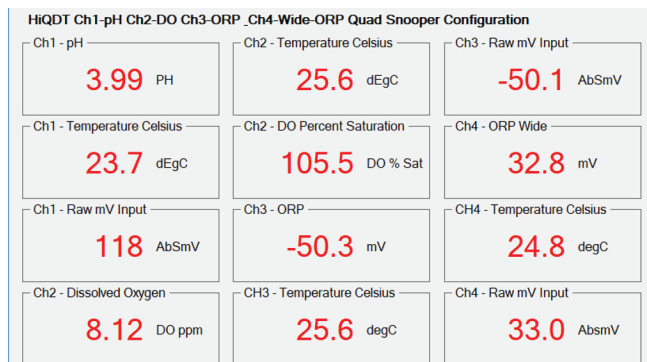 HiQDT Ch1-pH Ch2-DO Ch3-ORP _Ch4-Wide-ORP Quad Snooper Configuration
Ch1 - pH
3.99 PH
Ch2 - Temperature Celsius
25.6 dEgC
Ch3 - Raw mV Input
-50.1 AbSmV
Ch1 - Temperature Celsius
23.7 dEgC
Ch2 - DO Percent Saturation
105.5 DO % Sat
Ch4 - ORP Wide
32.8 mV
Ch1 - Raw mV Input
118 AbSmV
Ch3 - ORP
-50.3 mV
CH4 - Temperature Celsius
24.8 degC
Ch2 - Dissolved Oxygen
8.12 DO ppm
CH3 - Temperature Celsius
25.6 degC
Ch4 - Raw mV Input
33.0 AbsmV